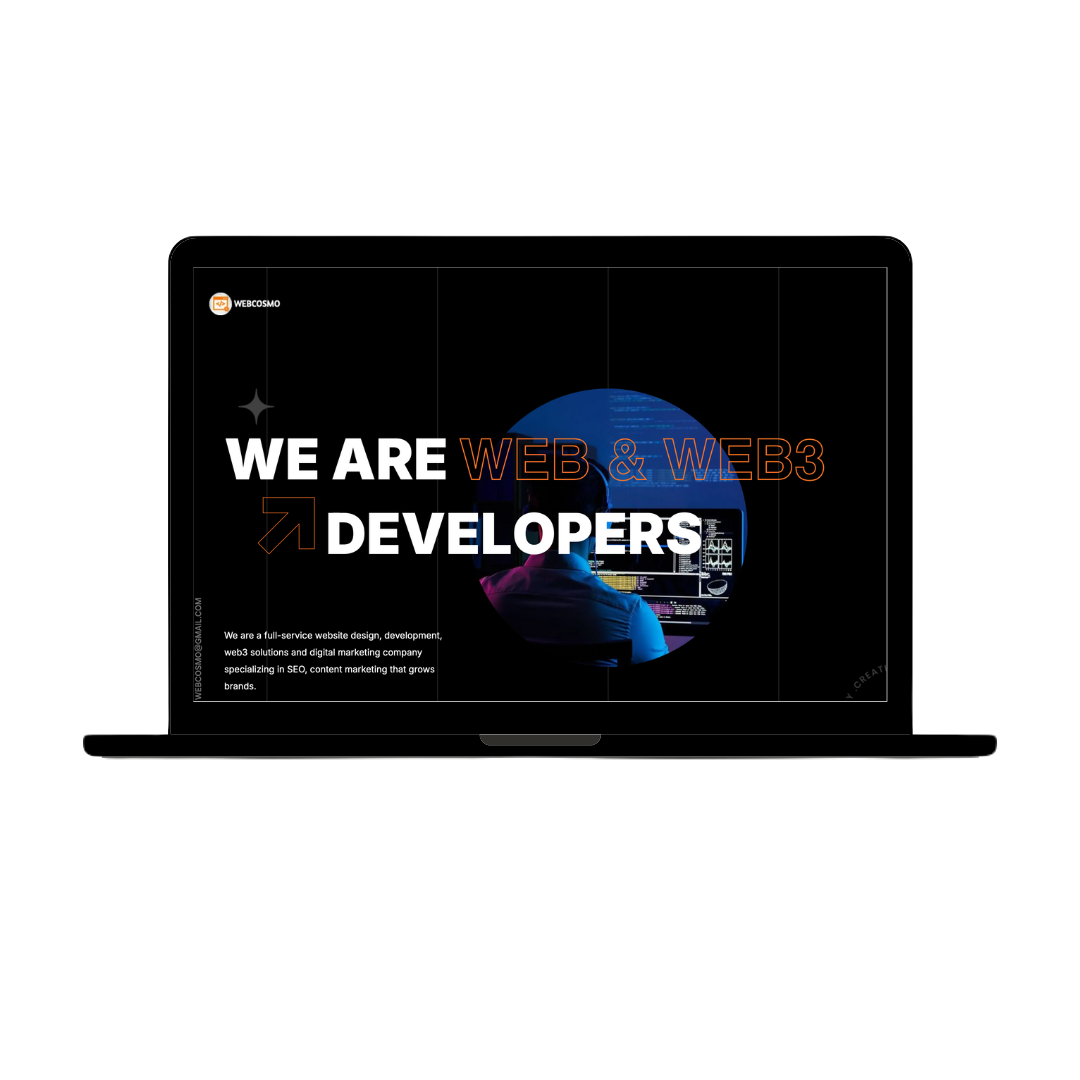 WEBCOSMO
WE ARE WEB & WEB3
DEVELOPERS
WEBCOSMO@GMAIL.COM
We are a full-service website design, development,
web3 solutions and digital marketing company
specializing in SEO, content marketing that grows
brands.